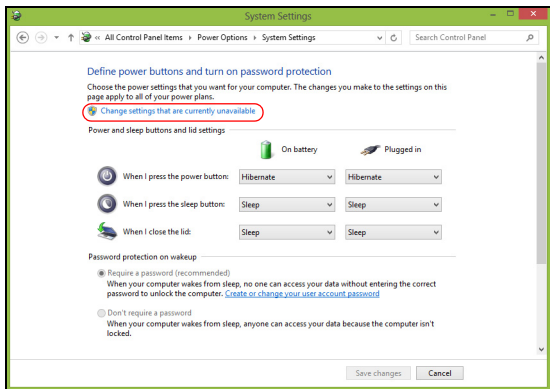 System Settings
« All Control Panel Items ▸ Power Options ▸ System Settings
Search Control Panel
Define power buttons and turn on password protection
Choose the power settings that you want for your computer. The changes you make to the settings on this
page apply to all of your power plans.
Change settings that are currently unavailable
Power and sleep buttons and lid settings
On battery Plugged in
When I press the power button: Hibernate Hibernate
When I press the sleep button: Sleep Sleep
When I close the lid: Sleep Sleep
Password protection on wakeup
Require a password (recommended)
When your computer wakes from sleep, no one can access your data without entering the correct
password to unlock the computer. Create or change your user account password
Don't require a password
When your computer wakes from sleep, anyone can access your data because the computer isn't
locked.
Save changes Cancel